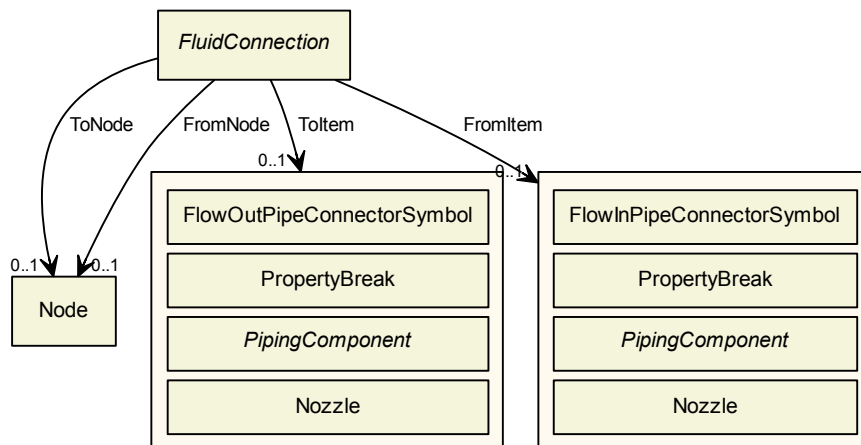 FluidConnection
ToNode
FromNode
ToItem
FromItem
0..1
0..1
FlowOutPipeConnectorSymbol
FlowInPipeConnectorSymbol
PropertyBreak
PropertyBreak
0..1
0..1
Node
PipingComponent
PipingComponent
Nozzle
Nozzle